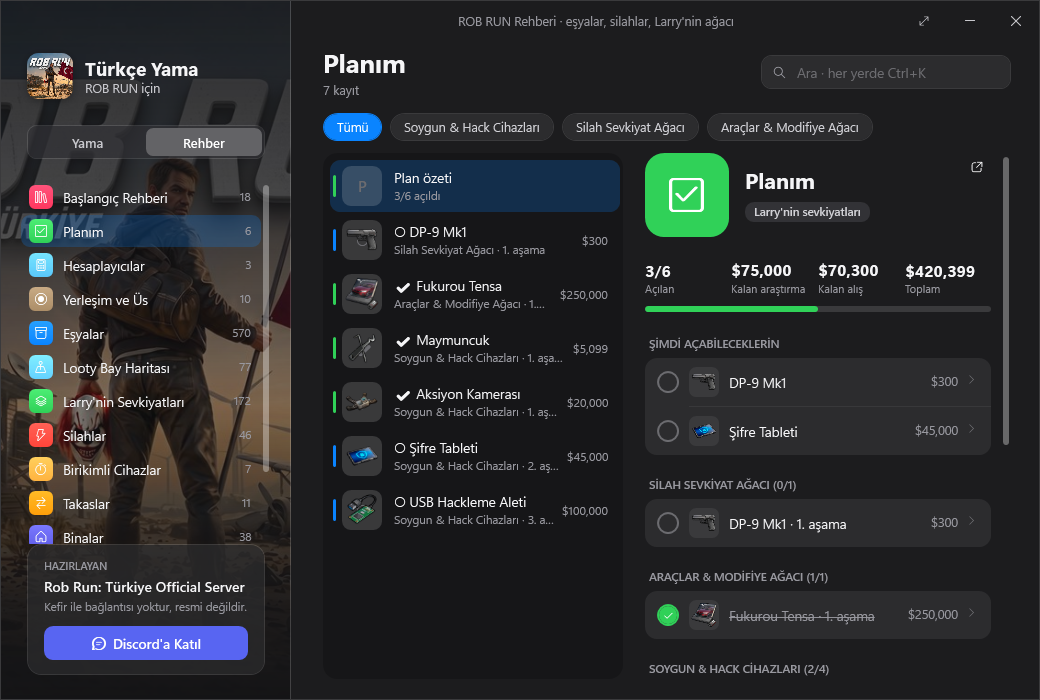 ROB RUN Rehberi · eşyalar, silahlar, Larry'nin ağacı
ROB RUN
Türkçe Yama
ROB RUN için
Yama
Rehber
Başlangıç Rehberi 18
Planım 6
Hesaplayıcılar 3
Yerleşim ve Üs 10
Eşyalar 570
Looty Bay Haritası 77
Larry'nin Sevkiyatları 172
Silahlar 46
Birikimli Cihazlar 7
Takaslar 11
Binalar 38
HAZIRLAYAN
Rob Run: Türkiye Official Server
Kefir ile bağlantısı yoktur, resmi değildir.
Discord'a Katıl
Planım
7 kayıt
Ara · her yerde Ctrl+K
Tümü
Soygun & Hack Cihazları
Silah Sevkiyat Ağacı
Araçlar & Modifiye Ağacı
P
Plan özeti
3/6 açıldı
DP-9 Mk1
Silah Sevkiyat Ağacı · 1. aşama
$300
Fukurou Tensa
Araçlar & Modifiye Ağacı · 1....
$250,000
Maymuncuk
Soygun & Hack Cihazları · 1. aşa...
$5,099
Aksiyon Kamerası
Soygun & Hack Cihazları · 1. aş...
$20,000
Şifre Tableti
Soygun & Hack Cihazları · 2. aş...
$45,000
USB Hackleme Aleti
Soygun & Hack Cihazları · 3. a...
$100,000
Planım
Larry'nin sevkiyatları
3/6
Açılan
$75,000
Kalan araştırma
$70,300
Kalan alış
$420,399
Toplam
ŞİMDİ AÇABİLECEKLERİN
DP-9 Mk1 $300
Şifre Tableti $45,000
SİLAH SEVKİYAT AĞACI (0/1)
DP-9 Mk1 · 1. aşama $300
ARAÇLAR & MODİFİYE AĞACI (1/1)
Fukurou Tensa · 1. aşama $250,000
SOYGUN & HACK CİHAZLARI (2/4)